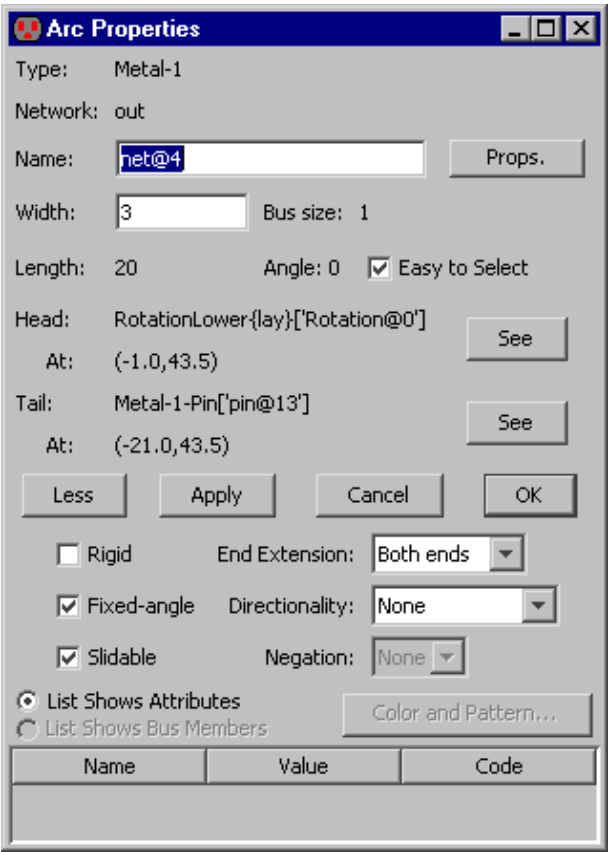 Arc Properties
Type: Metal-1
Network: out
Name: net@4 Props.
Width: 3 Bus size: 1
Length: 20 Angle: 0 Easy to Select
Head: RotationLower{lay}['Rotation@0']
See
At: (-1.0,43.5)
Tail: Metal-1-Pin['pin@13']
See
At: (-21.0,43.5)
Less Apply Cancel OK
Rigid End Extension: Both ends
Fixed-angle Directionality: None
Slidable Negation: None
List Shows Attributes
Color and Pattern...
List Shows Bus Members
Name Value Code